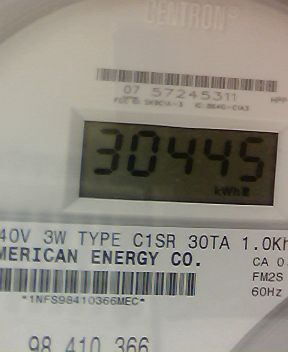 CENTRON®
07 57245311
30445
kWh
40V 3W TYPE C1SR 30TA 1.0Kh
MERICAN ENERGY CO.
CA 0
FM2S
*1NFS98410366MEC*
60Hz
98 410 366